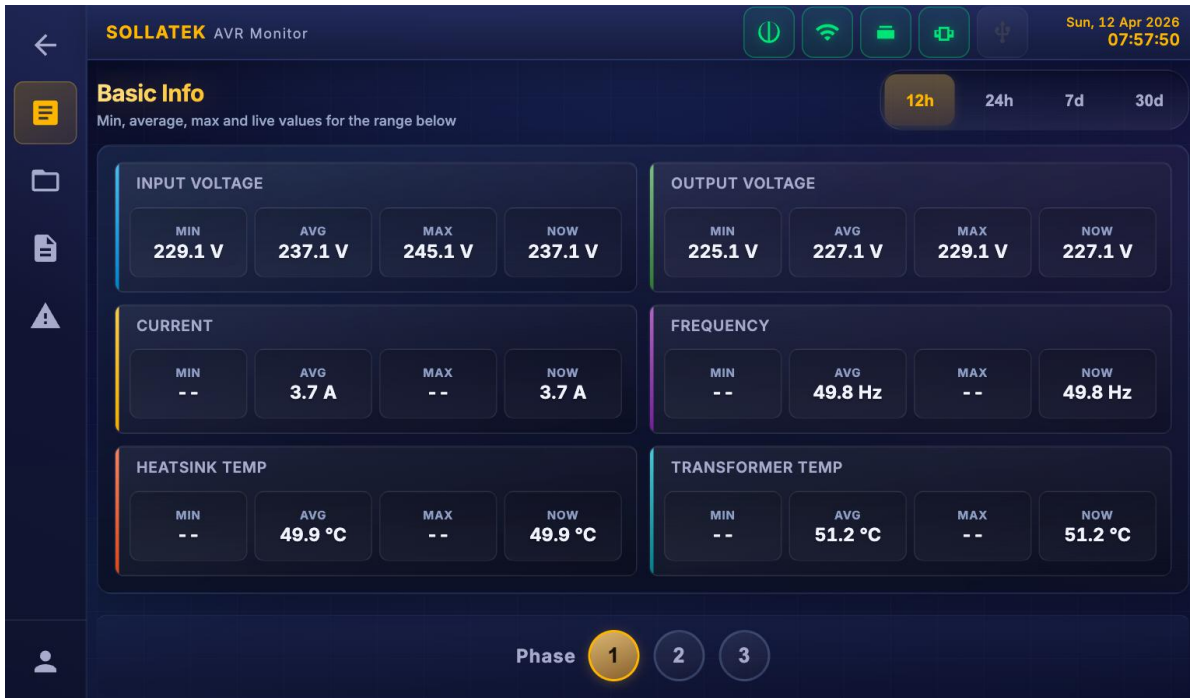 SOLLATEK AVR Monitor
Sun, 12 Apr 2026
07:57:50
Basic Info
Min, average, max and live values for the range below
12h 24h 7d 30d
INPUT VOLTAGE
MIN AVG MAX NOW
229.1 V 237.1 V 245.1 V 237.1 V
OUTPUT VOLTAGE
MIN AVG MAX NOW
225.1 V 227.1 V 229.1 V 227.1 V
CURRENT
MIN AVG MAX NOW
-- 3.7 A -- 3.7 A
FREQUENCY
MIN AVG MAX NOW
-- 49.8 Hz -- 49.8 Hz
HEATSINK TEMP
MIN AVG MAX NOW
-- 49.9 °C -- 49.9 °C
TRANSFORMER TEMP
MIN AVG MAX NOW
-- 51.2 °C -- 51.2 °C
Phase 1 2 3